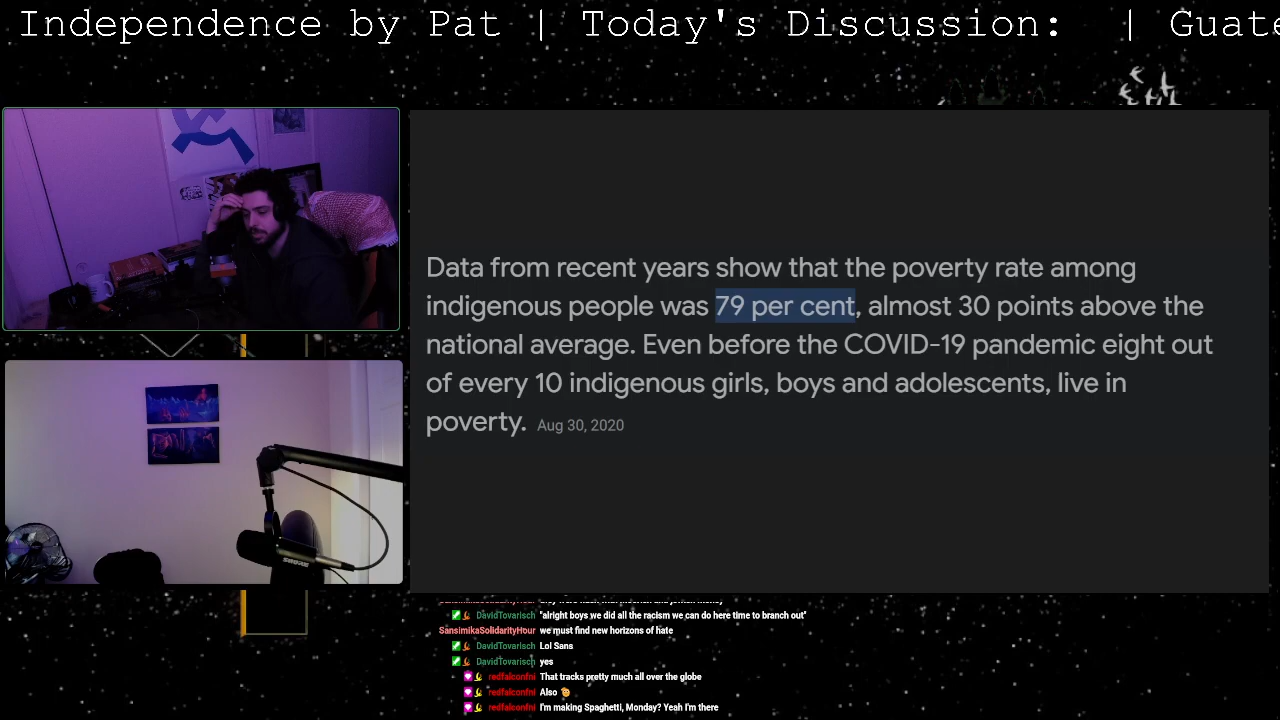 Independence by Pat | Today's Discussion:  | Guate
Data from recent years show that the poverty rate among
indigenous people was 79 per cent, almost 30 points above the
national average. Even before the COVID-19 pandemic eight out
of every 10 indigenous girls, boys and adolescents, live in
poverty. Aug 30, 2020
SHURE
DavidTovarisch "alright boys we did all the racism we can do here time to branch out"
SansimikaSolidarityHour we must find new horizons of hate
DavidTovarisch Lol Sans
DavidTovarisch yes
redfalconfni That tracks pretty much all over the globe
redfalconfni Also
redfalconfni I'm making Spaghetti, Monday? Yeah I'm there